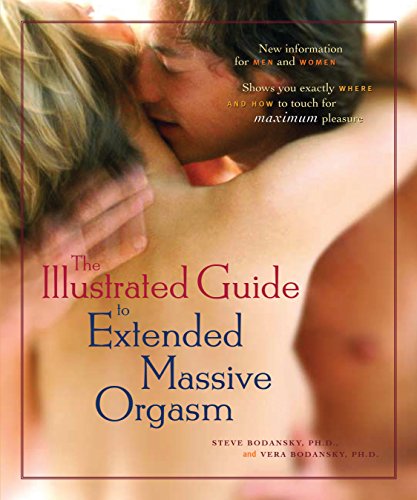 New information
for MEN and WOMEN
Shows you exactly WHERE
AND HOW to touch for
maximum pleasure
The
Illustrated Guide
to
Extended
Massive
Orgasm
STEVE BODANSKY, PH.D.,
and VERA BODANSKY, PH.D.